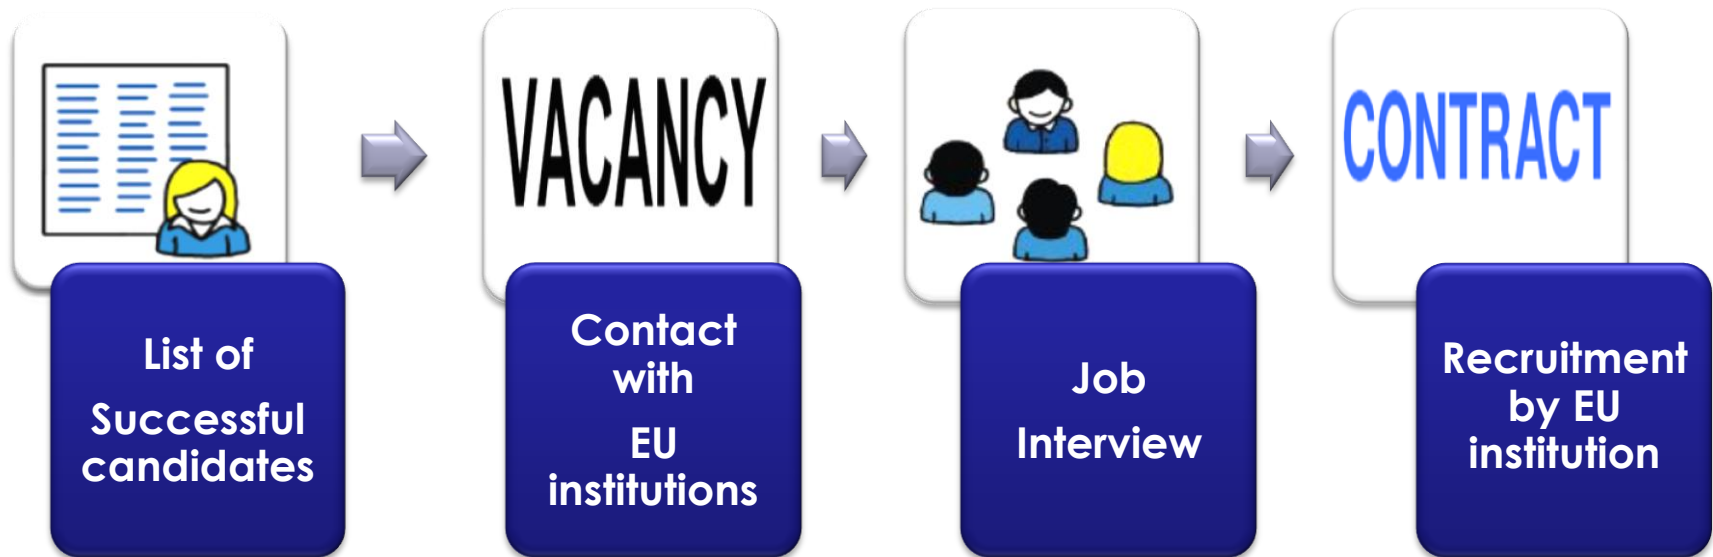 VACANCY
CONTRACT
List of
Successful
candidates
Contact
with
EU
institutions
Job
Interview
Recruitment
by EU
institution